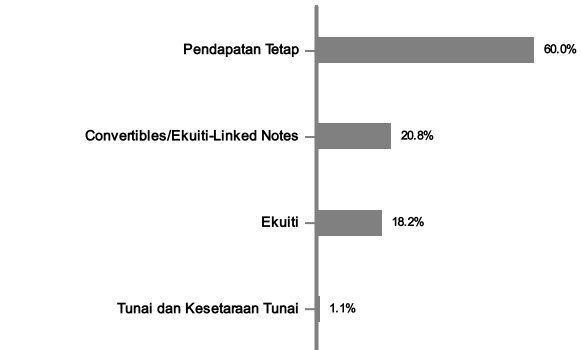 Pendapatan Tetap 60.0%
Convertibles/Ekuiti-Linked Notes 20.8%
Ekuiti 18.2%
Tunai dan Kesetaraan Tunai 1.1%